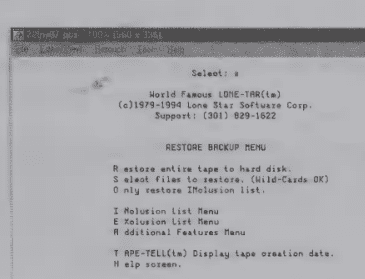 Select: s
World Famous LONE-TAR(tm)
(c)1979-1994 Lone Star Software Corp.
Support: (301) 829-1622
RESTORE BACKUP MENU
R estore entire tape to hard disk.
S elect files to restore. (Wild-Cards OK)
O nly restore INclusion list.
I Nclusion List Menu
E Xclusion List Menu
A dditional Features Menu
T APE-TELL(tm) Display tape creation date.
H elp screen.